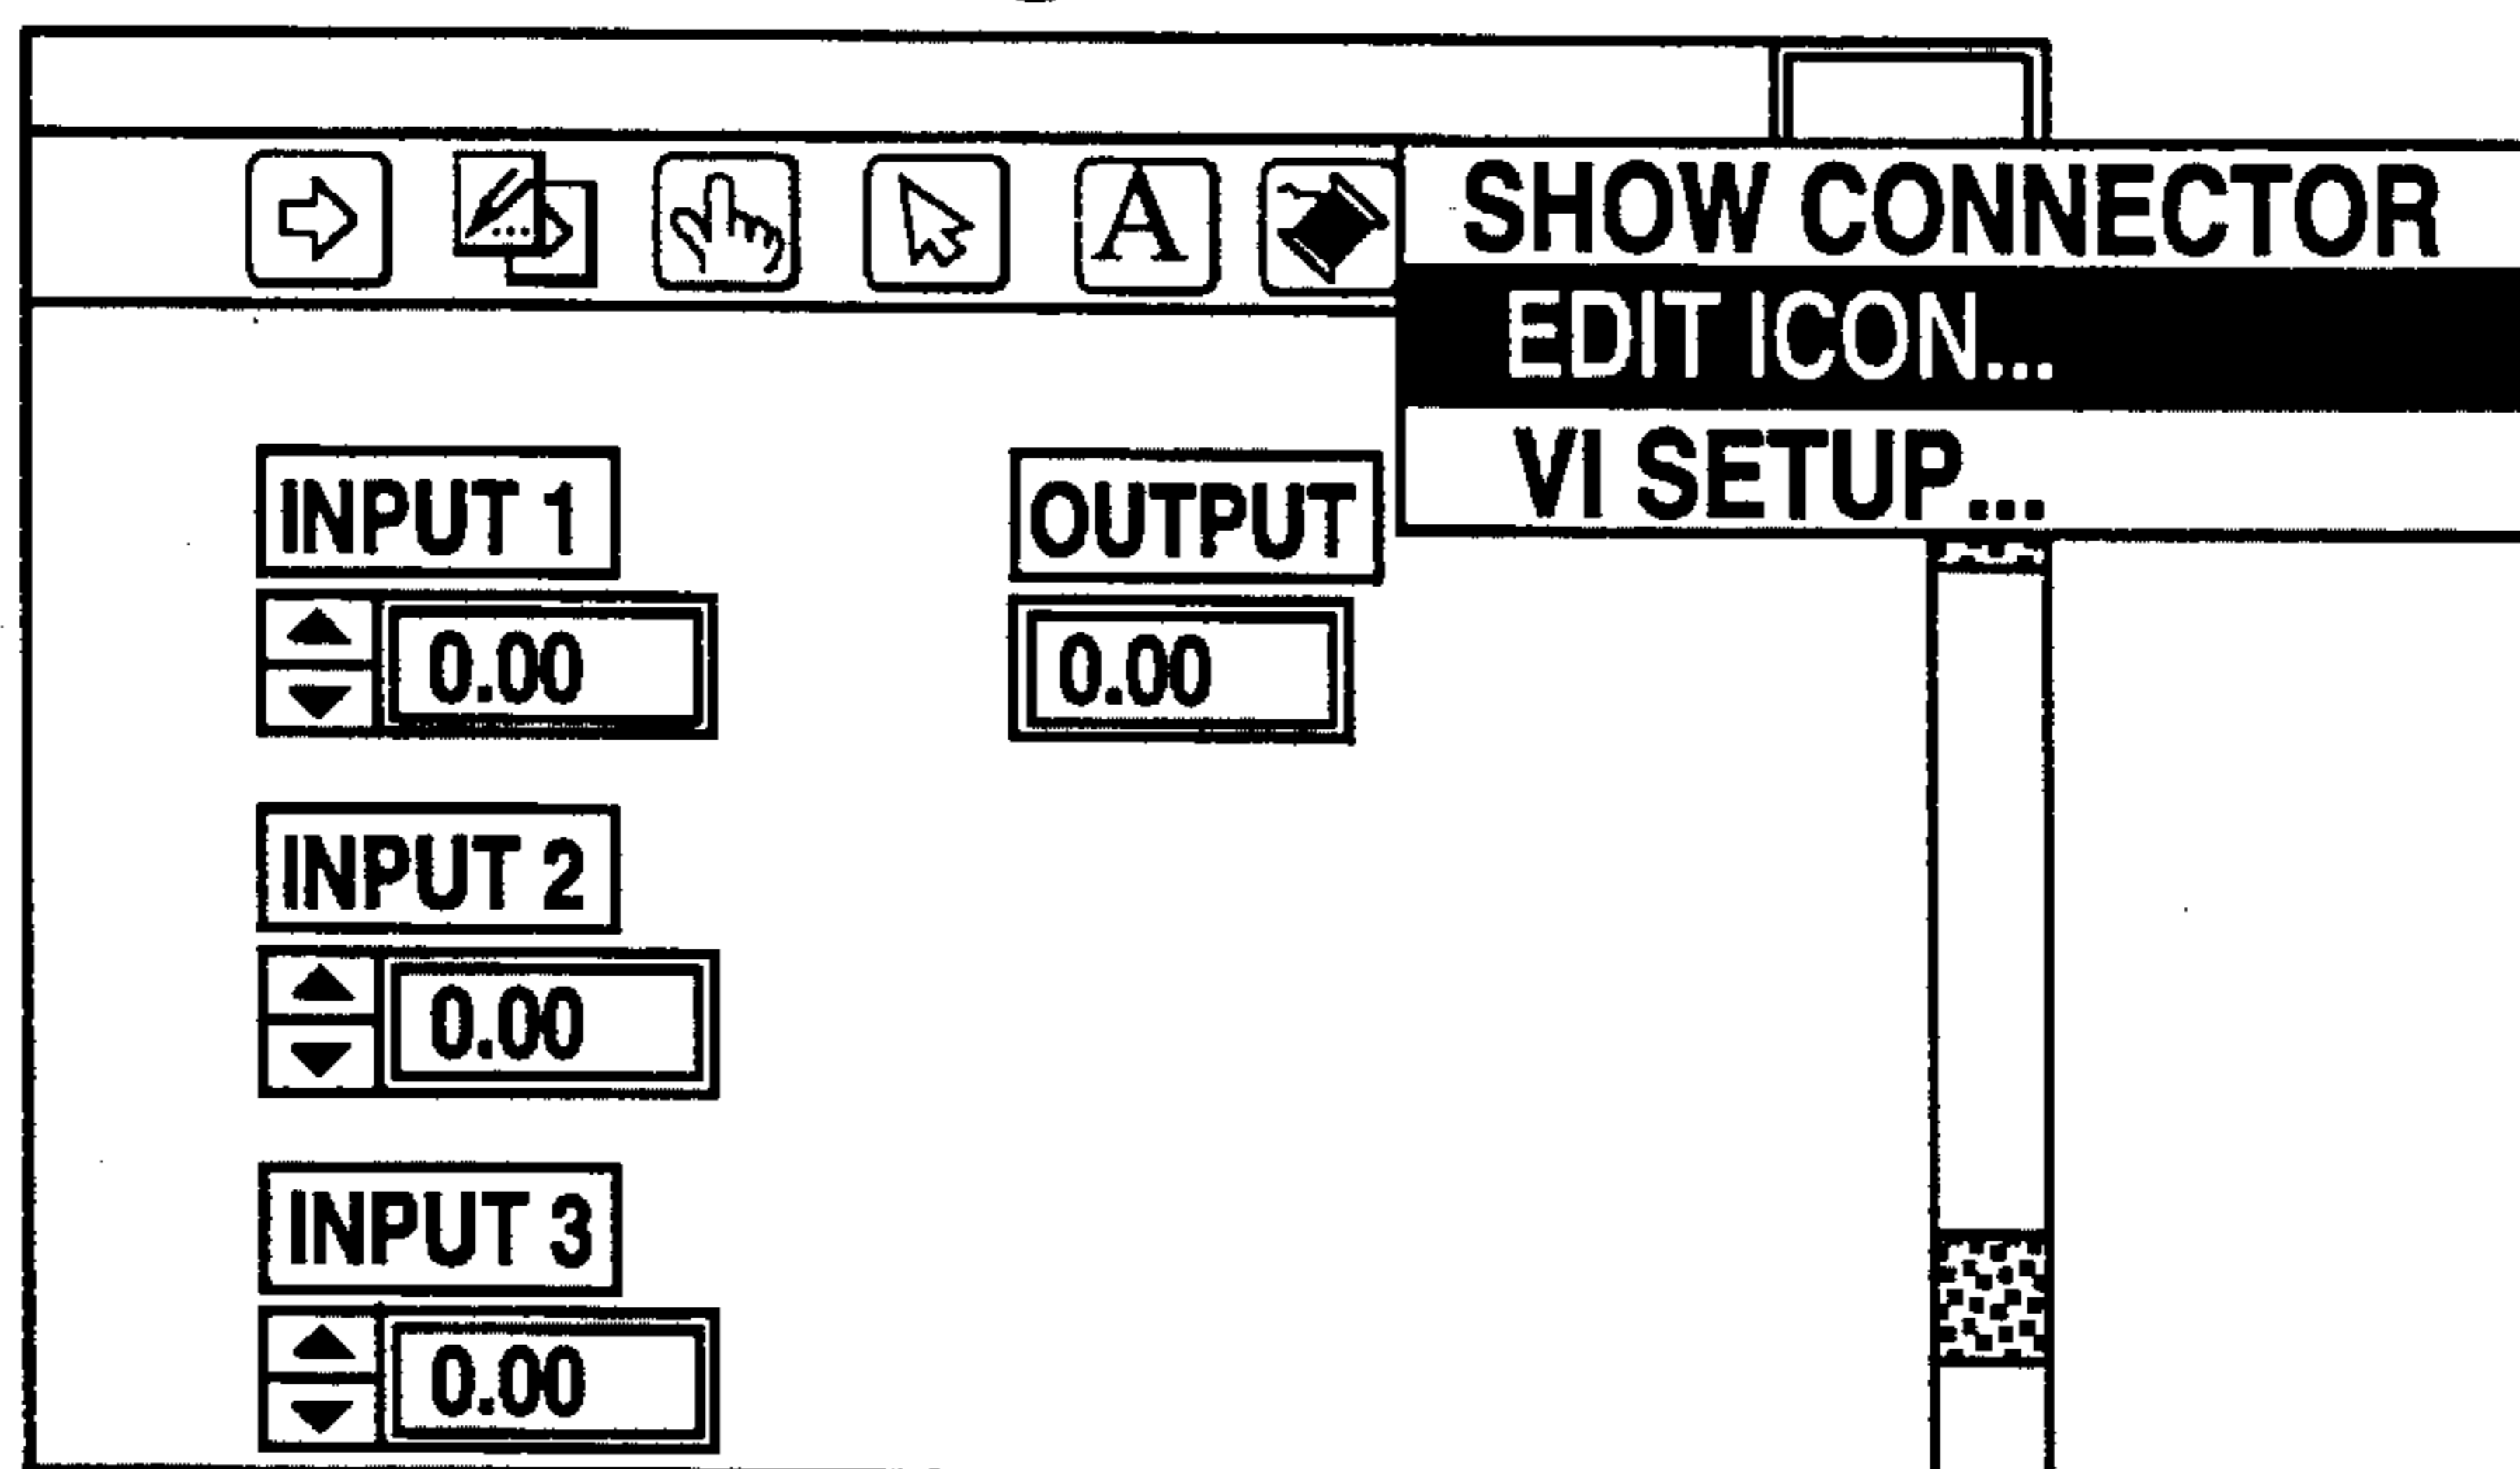 A
SHOW CONNECTOR
EDIT ICON...
VI SETUP...
INPUT 1
OUTPUT
0.00
0.00
INPUT 2
0.00
INPUT 3
0.00